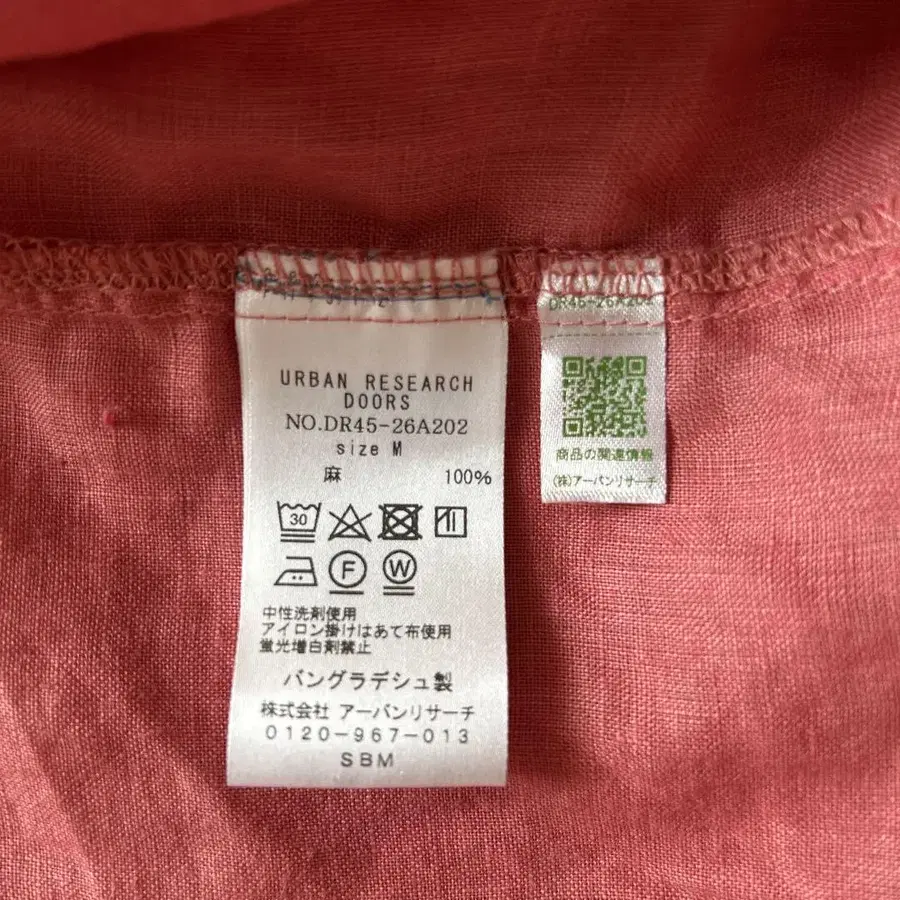 URBAN RESEARCH
DOORS
NO.DR45-26A202
size M
麻 100%
30
F W
中性洗剤使用
アイロン掛けはあて布使用
蛍光増白剤禁止
バングラデシュ製
株式会社 アーバンリサーチ
0120-967-013
SBM
DR45-26A202
商品の関連情報
(株)アーバンリサーチ